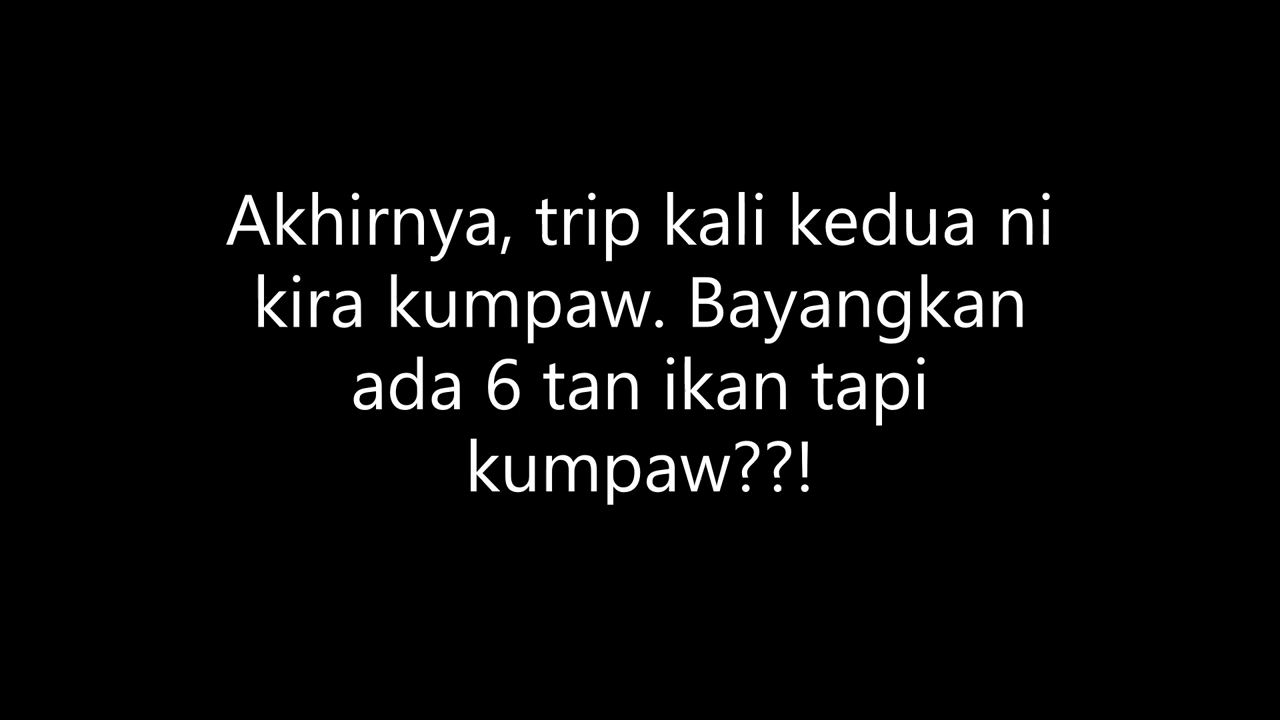 Akhirnya, trip kali kedua ni
kira kumpaw. Bayangkan
ada 6 tan ikan tapi
kumpaw??!